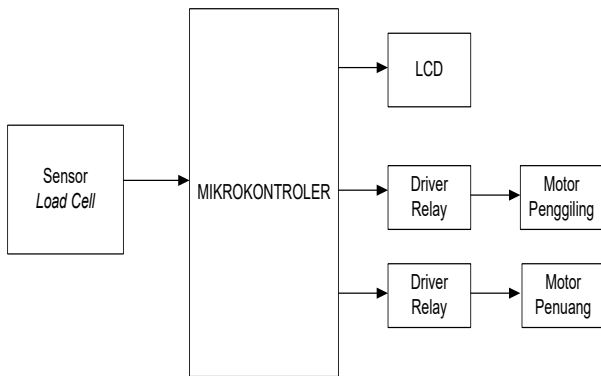 Sensor
Load Cell
MIKROKONTROLER
LCD
Driver
Relay
Motor
Penggiling
Driver
Relay
Motor
Penuang